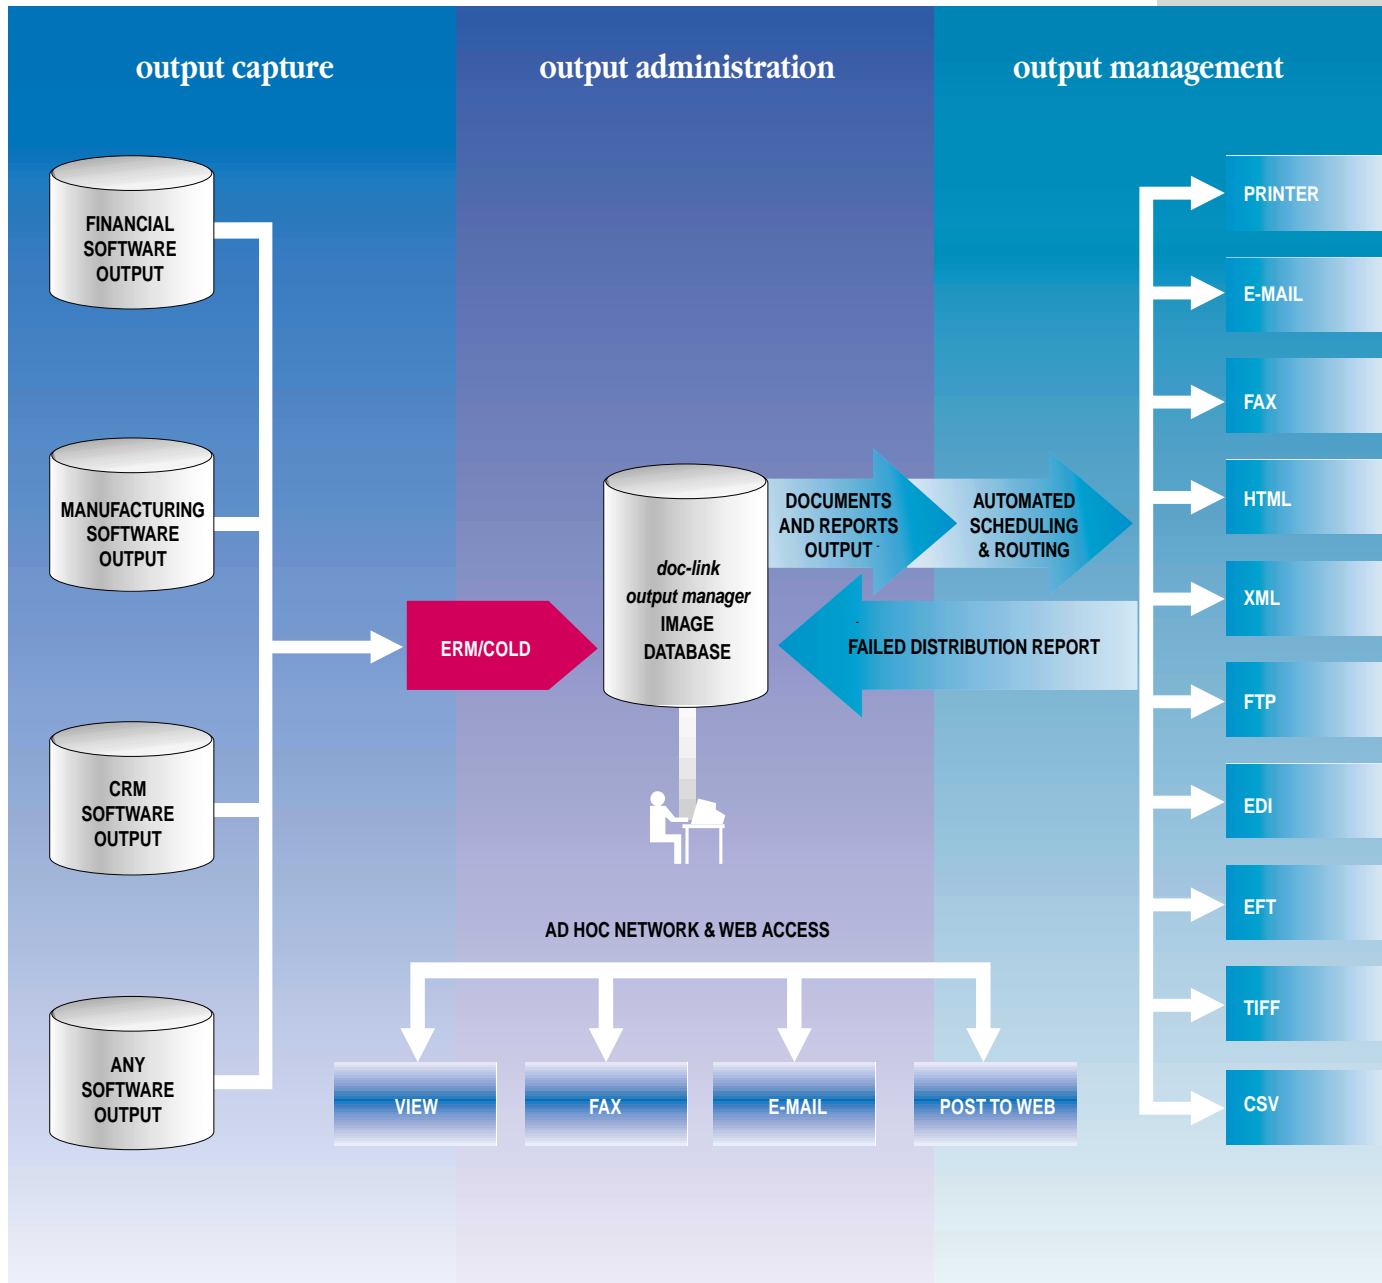 output capture
output administration
output management
FINANCIAL
SOFTWARE
OUTPUT
MANUFACTURING
SOFTWARE
OUTPUT
CRM
SOFTWARE
OUTPUT
ANY
SOFTWARE
OUTPUT
ERM/COLD
doc-link
output manager
IMAGE
DATABASE
DOCUMENTS
AND REPORTS
OUTPUT
AUTOMATED
SCHEDULING
& ROUTING
FAILED DISTRIBUTION REPORT
AD HOC NETWORK & WEB ACCESS
VIEW
FAX
E-MAIL
POST TO WEB
PRINTER
E-MAIL
FAX
HTML
XML
FTP
EDI
EFT
TIFF
CSV